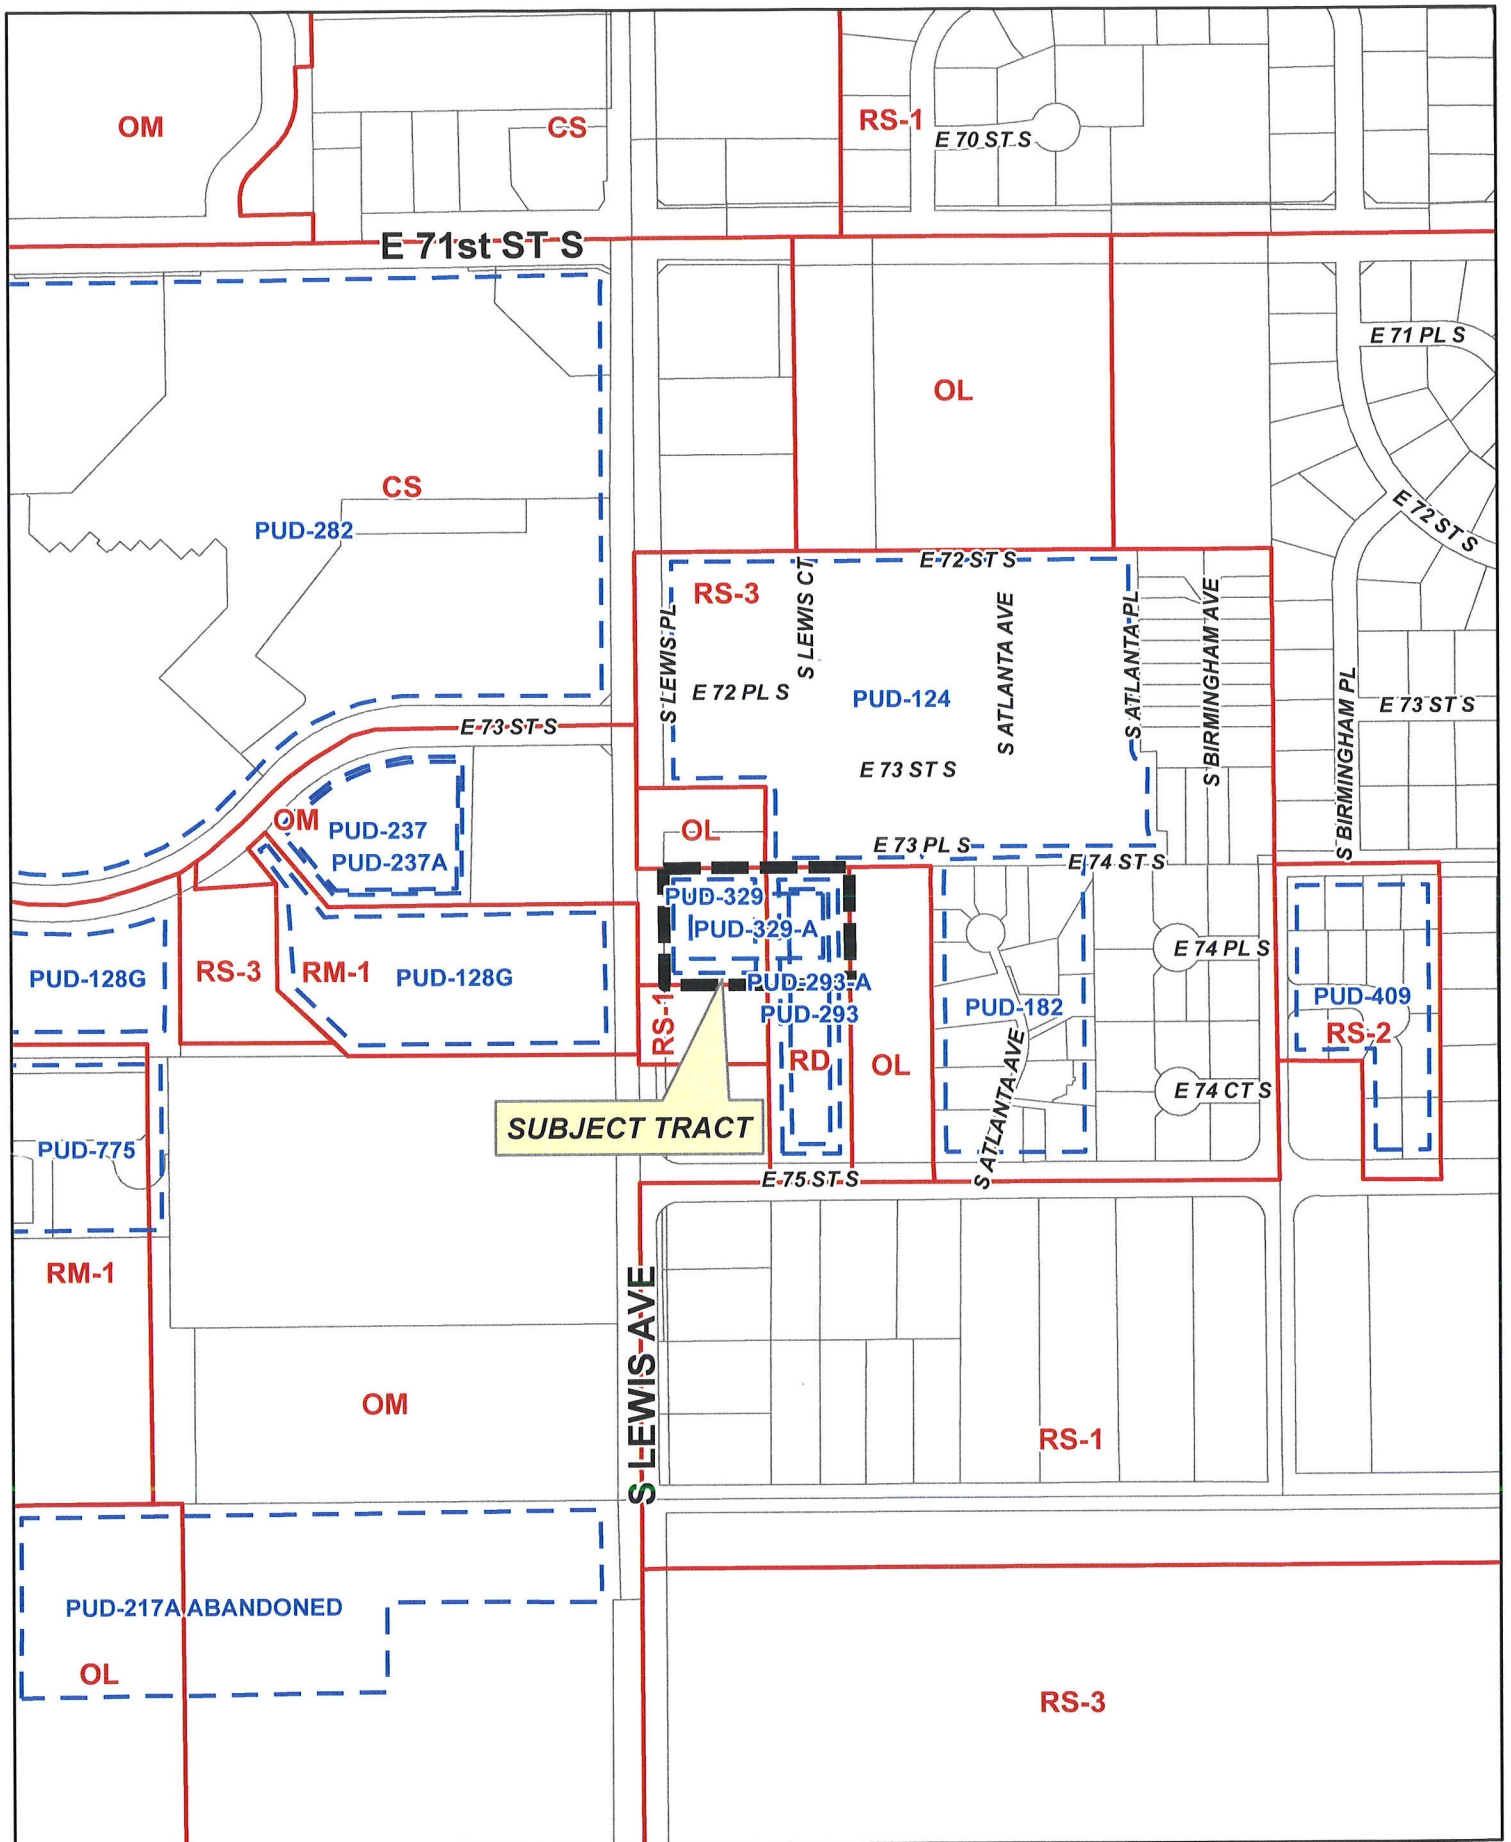 OM
CS
RS-1
E 70 ST S
E 71st ST S
E 71 PL S
OL
CS
PUD-282
E 72 ST S
E 72 ST S
RS-3
S LEWIS PL
S LEWIS CT
S ATLANTA AVE
S ATLANTA PL
S BIRMINGHAM AVE
S BIRMINGHAM PL
E 72 PL S
PUD-124
E 73 ST S
E 73 ST S
E 73 ST S
OM
PUD-237
PUD-237A
OL
E 73 PL S
E 74 ST S
PUD-329
PUD-329-A
E 74 PL S
PUD-128G
RS-3
RM-1
PUD-128G
PUD-293-A
PUD-293
PUD-182
PUD-409
RS-2
RS-1
RD
OL
E 74 CT S
S ATLANTA AVE
SUBJECT TRACT
PUD-775
E 75 ST S
RM-1
S LEWIS AVE
OM
RS-1
PUD-217A ABANDONED
OL
RS-3